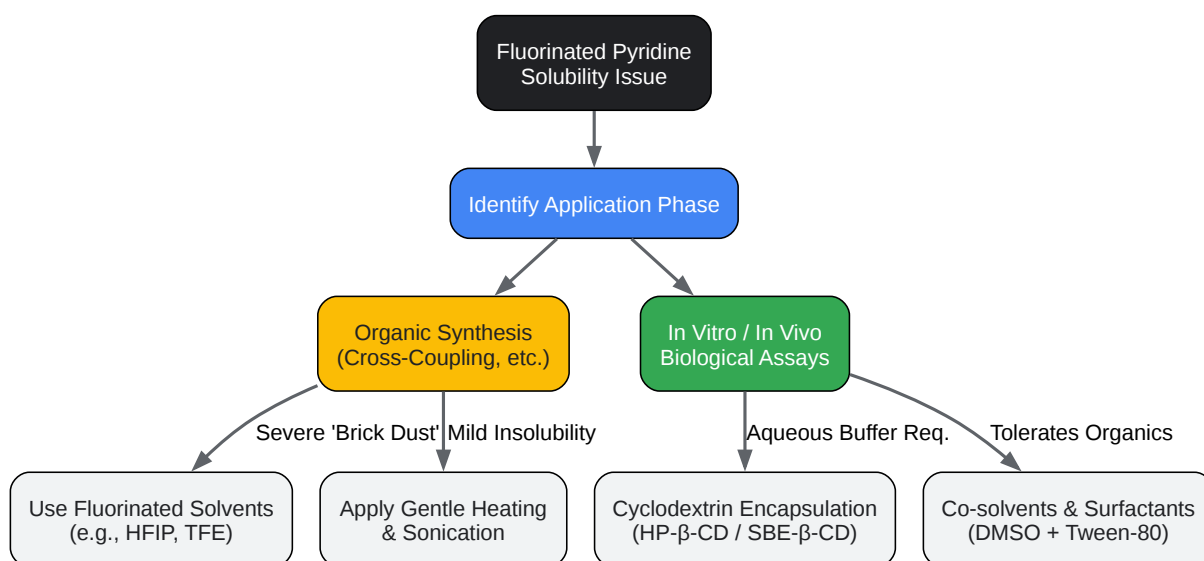 Fluorinated Pyridine
Solubility Issue
Identify Application Phase
Organic Synthesis
(Cross-Coupling, etc.)
In Vitro / In Vivo
Biological Assays
Severe 'Brick Dust'
Mild Insolubility
Aqueous Buffer Req.
Tolerates Organics
Use Fluorinated Solvents
(e.g., HFIP, TFE)
Apply Gentle Heating
& Sonication
Cyclodextrin Encapsulation
(HP-β-CD / SBE-β-CD)
Co-solvents & Surfactants
(DMSO + Tween-80)